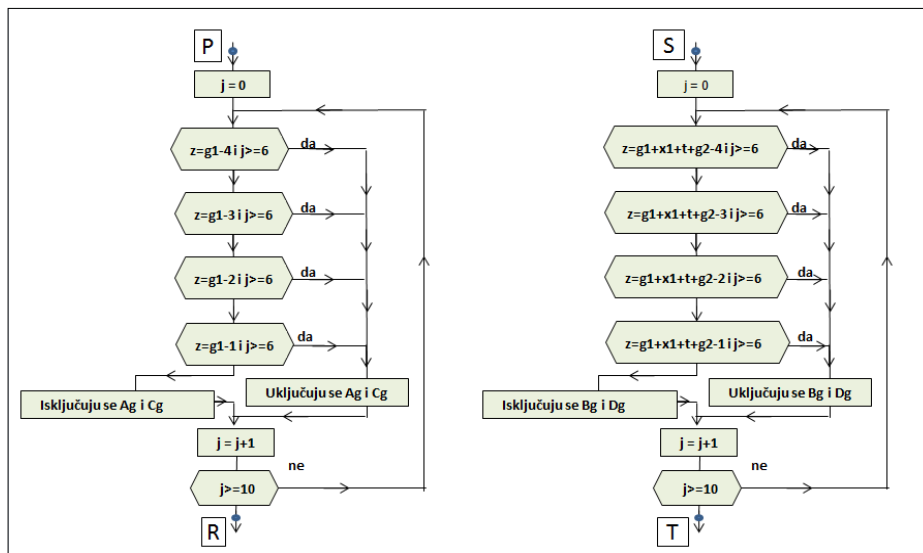 P
j = 0
z=g1-4 i j>=6
da
z=g1-3 i j>=6
da
z=g1-2 i j>=6
da
z=g1-1 i j>=6
da
Isključuju se Ag i Cg
Uključuju se Ag i Cg
j = j+1
ne
j>=10
R
S
j = 0
z=g1+x1+t+g2-4 i j>=6
da
z=g1+x1+t+g2-3 i j>=6
da
z=g1+x1+t+g2-2 i j>=6
da
z=g1+x1+t+g2-1 i j>=6
da
Isključuju se Bg i Dg
Uključuju se Bg i Dg
j = j+1
ne
j>=10
T